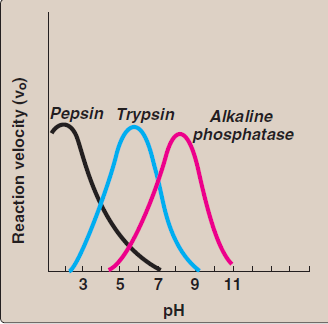 Reaction velocity (v₀)
Pepsin Trypsin Alkaline
phosphatase
3 5 7 9 11
pH